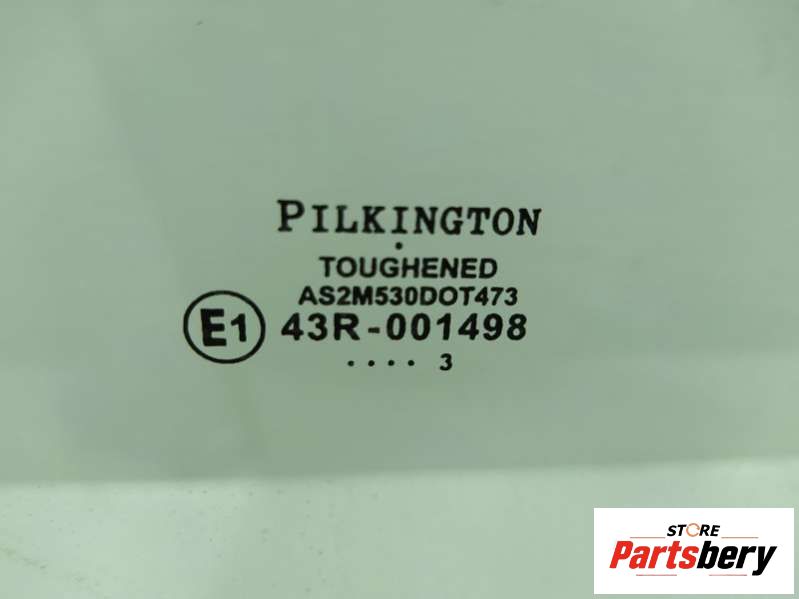 PILKINGTON
.
TOUGHENED
AS2M530DOT473
E1 43R-001498
.... 3
STORE
Partsbery